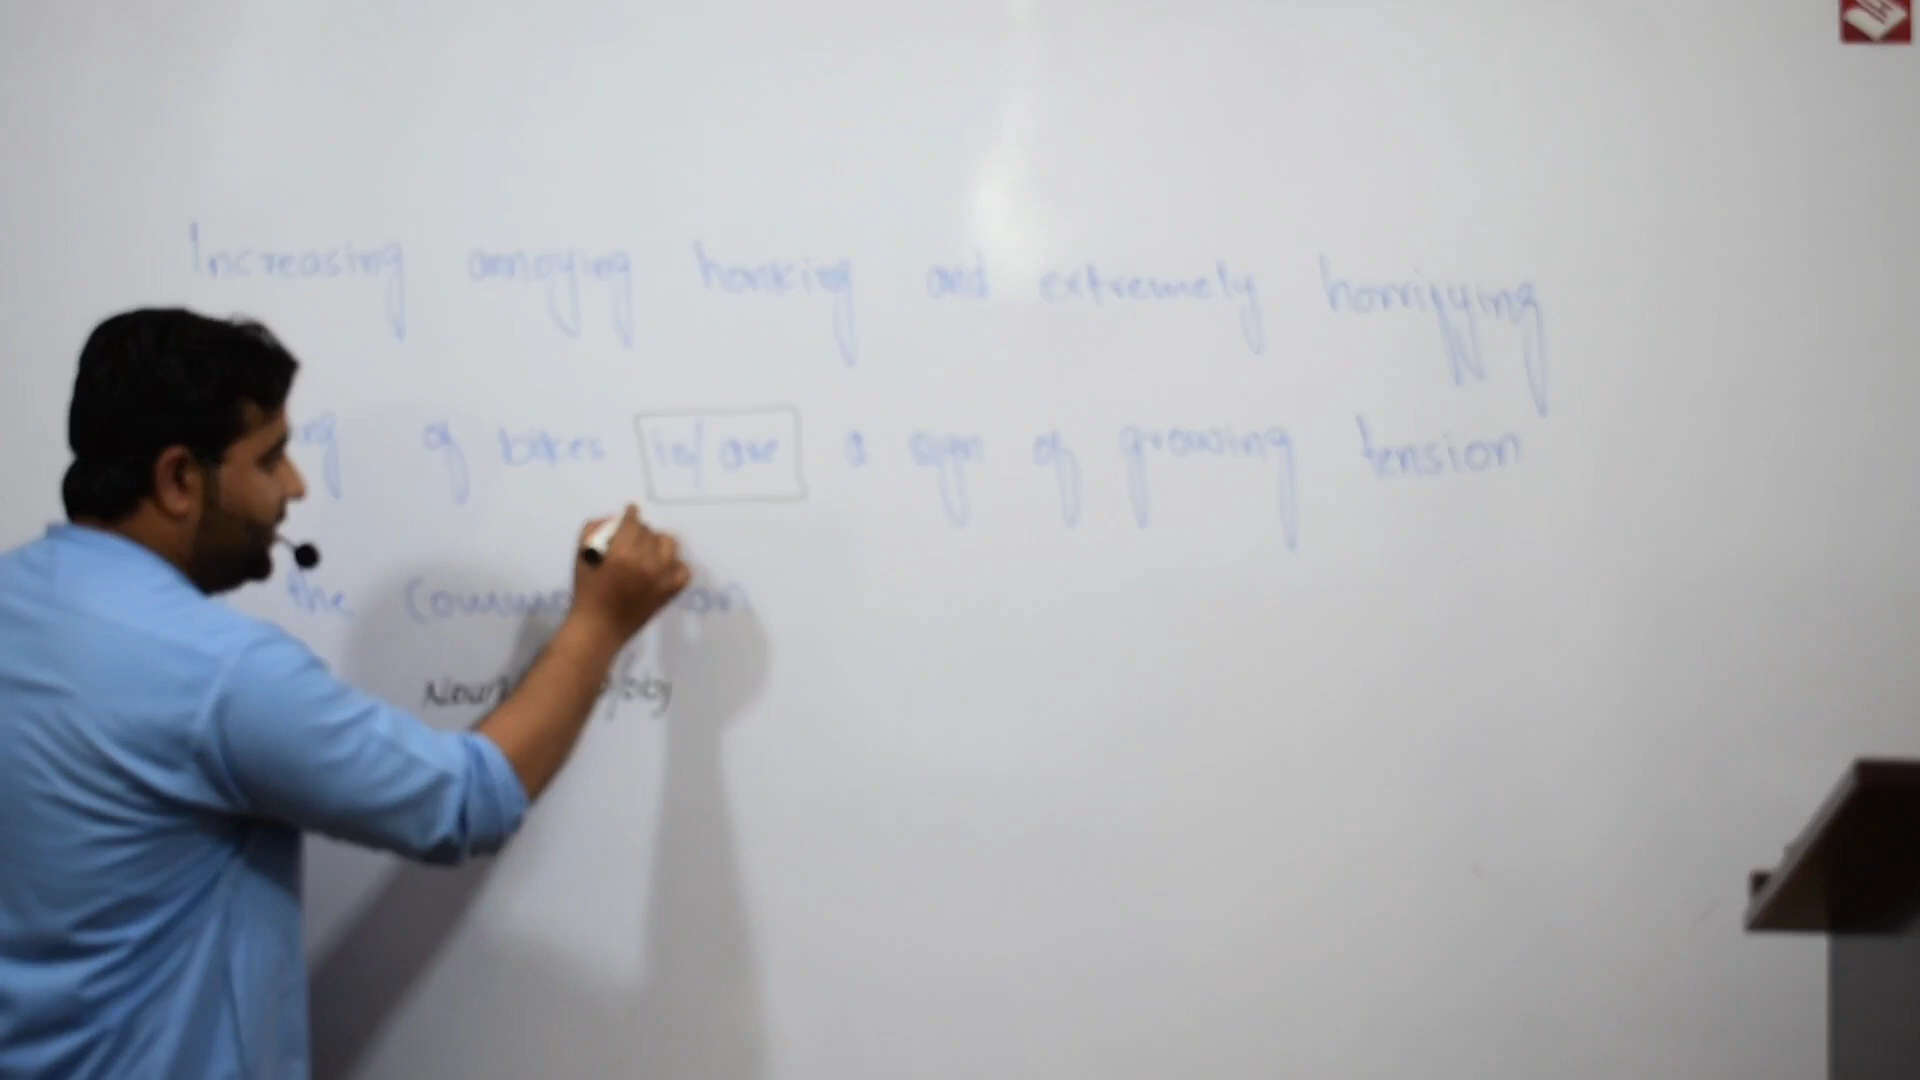 Increasing annoying honking and extremely horrifying
of bikes is/are a sign of growing tension
the